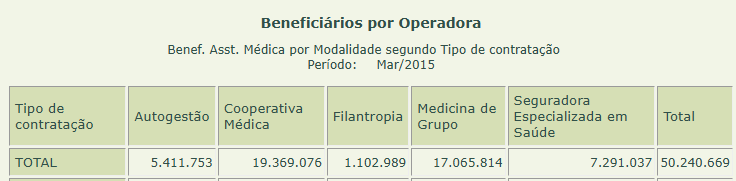 Beneficiários por Operadora
Benef. Asst. Médica por Modalidade segundo Tipo de contratação
Período: Mar/2015
Tipo de contratação Autogestão Cooperativa Médica Filantropia Medicina de Grupo Seguradora Especializada em Saúde Total
TOTAL 5.411.753 19.369.076 1.102.989 17.065.814 7.291.037 50.240.669